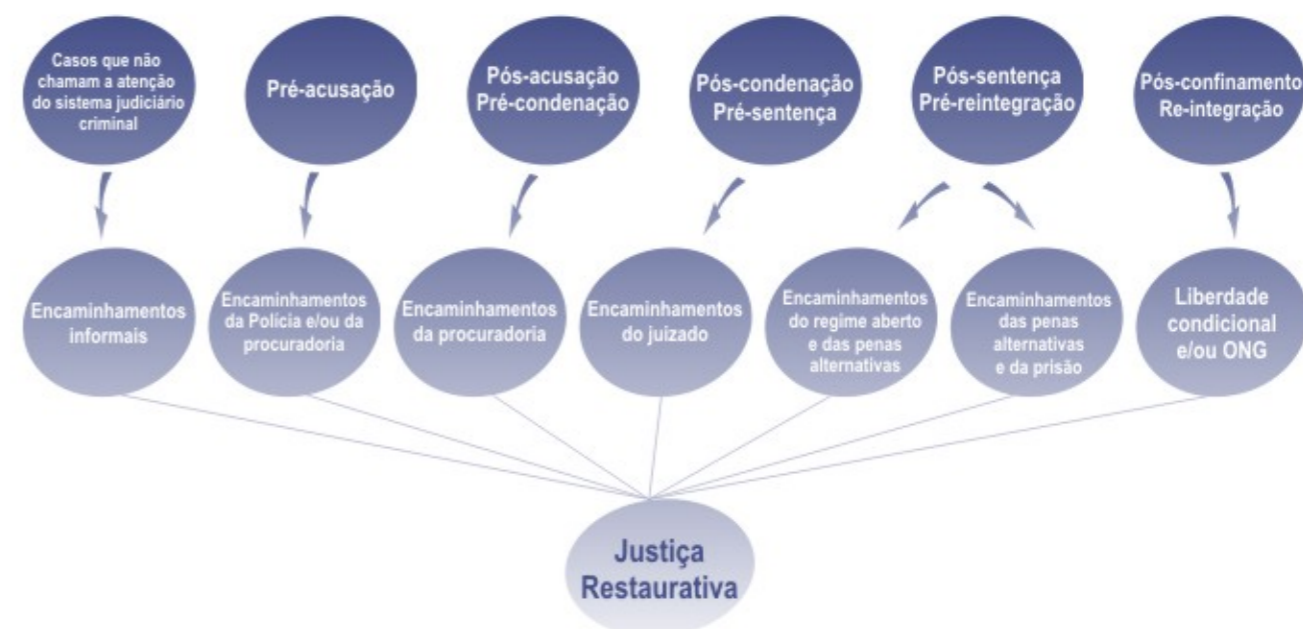 Casos que não
chamam a atenção
do sistema judiciário
criminal
Pré-acusação
Pós-acusação
Pré-condenação
Pós-condenação
Pré-sentença
Pós-sentença
Pré-reintegração
Pós-confinamento
Re-integração
Encaminhamentos
informais
Encaminhamentos
da Polícia e/ou da
procuradoria
Encaminhamentos
da procuradoria
Encaminhamentos
do juizado
Encaminhamentos
do regime aberto
e das penas
alternativas
Encaminhamentos
das penas
alternativas
e da prisão
Liberdade
condicional
e/ou ONG
Justiça
Restaurativa